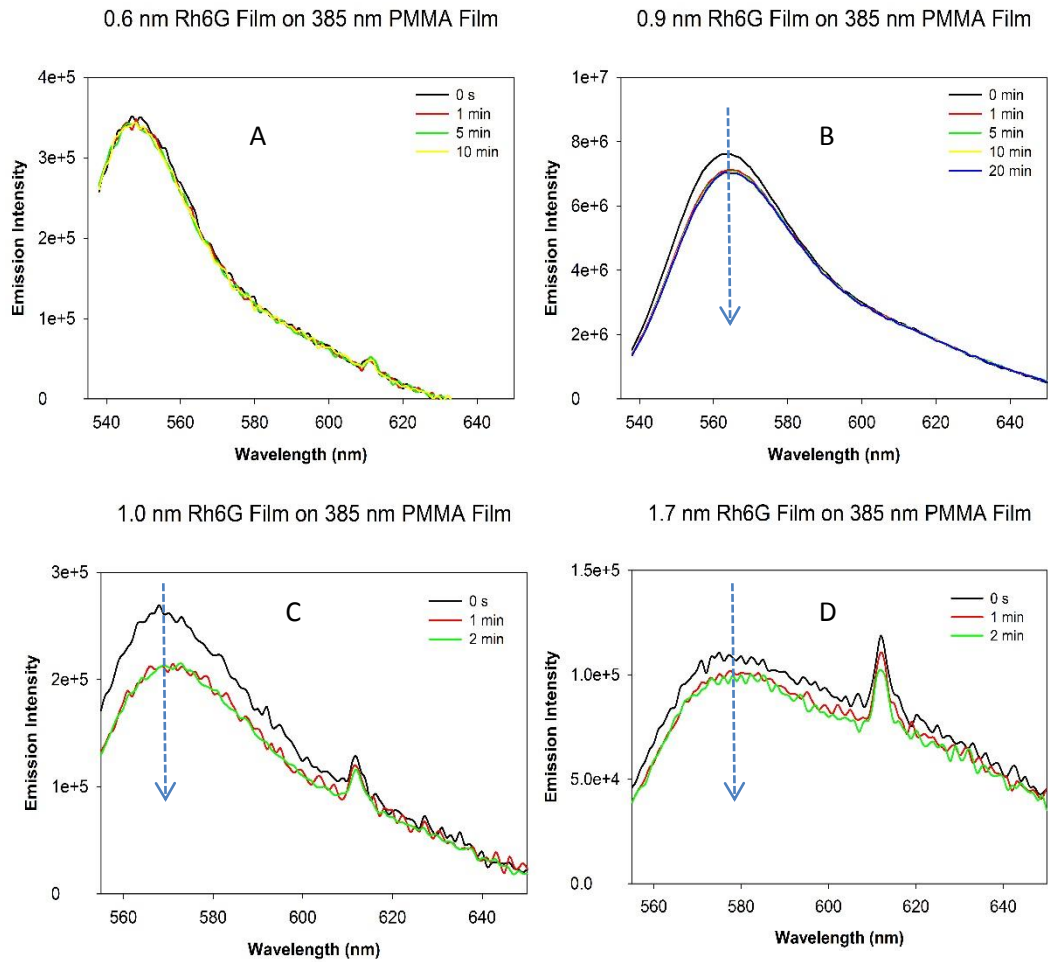 0.6 nm Rh6G Film on 385 nm PMMA Film
4e+5
3e+5
2e+5
1e+5
0
Emission Intensity
A
0 s
1 min
5 min
10 min
540 560 580 600 620 640
Wavelength (nm)
0.9 nm Rh6G Film on 385 nm PMMA Film
1e+7
8e+6
6e+6
4e+6
2e+6
0
Emission Intensity
B
0 min
1 min
5 min
10 min
20 min
540 560 580 600 620 640
Wavelength (nm)
1.0 nm Rh6G Film on 385 nm PMMA Film
3e+5
2e+5
1e+5
0
Emission Intensity
C
0 s
1 min
2 min
560 580 600 620 640
Wavelength (nm)
1.7 nm Rh6G Film on 385 nm PMMA Film
1.5e+5
1.0e+5
5.0e+4
0.0
Emission Intensity
D
0 s
1 min
2 min
560 580 600 620 640
Wavelength (nm)